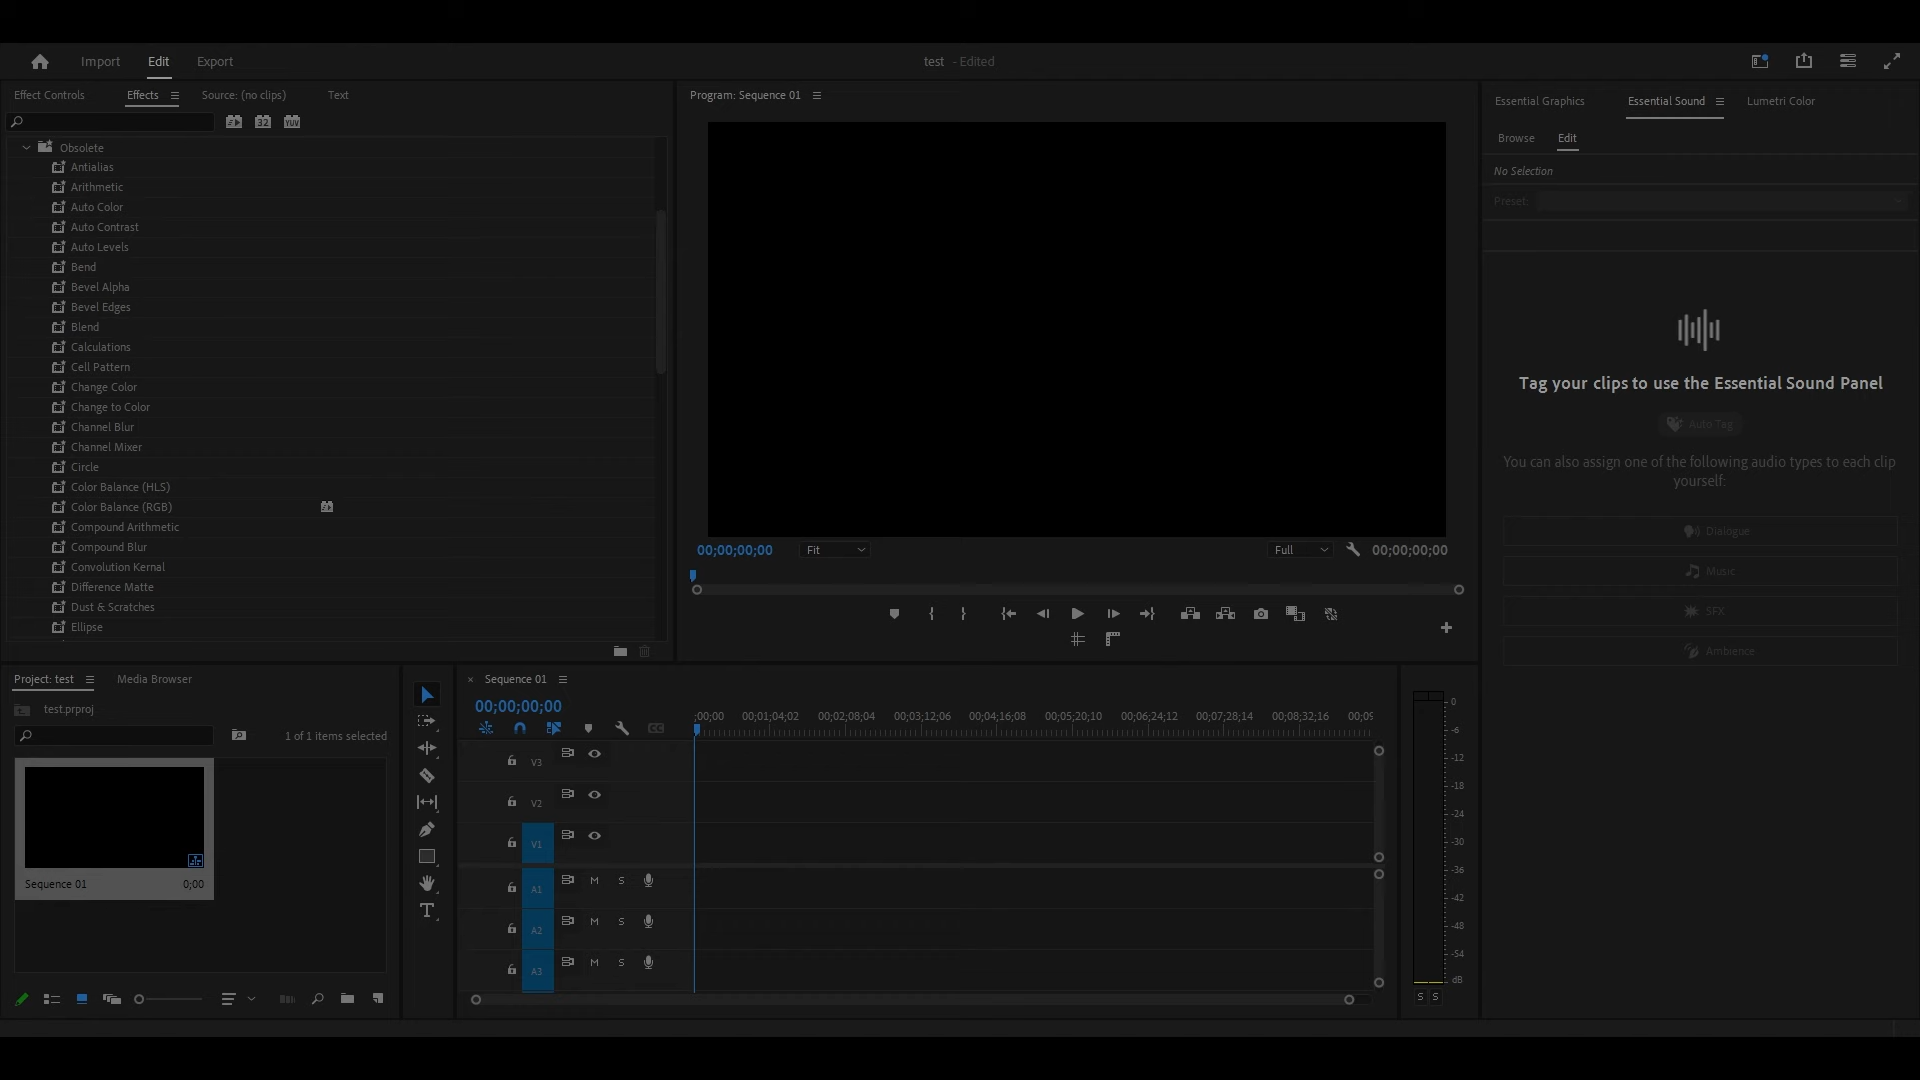 Import Edit Export test - Edited
Effect Controls Effects Source: (no clips) Text
Program: Sequence 01
Essential Graphics Essential Sound Lumetri Color
32 YUV
Browse Edit
No Selection
Preset:
Obsolete
Antialias
Arithmetic
Auto Color
Auto Contrast
Auto Levels
Bend
Bevel Alpha
Bevel Edges
Blend
Calculations
Cell Pattern
Change Color
Change to Color
Channel Blur
Channel Mixer
Circle
Color Balance (HLS)
Color Balance (RGB)
Compound Arithmetic
Compound Blur
Convolution Kernal
Difference Matte
Dust & Scratches
Ellipse
00;00;00;00 Fit Full 00;00;00;00
Tag your clips to use the Essential Sound Panel
Auto Tag
You can also assign one of the following audio types to each clip
yourself:
Dialogue
Music
SFX
Ambience
Project: test Media Browser
test.prproj
1 of 1 items selected
Sequence 01 0;00
Sequence 01
00;00;00;00
CC
;00;00 00;01;04;02 00;02;08;04 00;03;12;06 00;04;16;08 00;05;20;10 00;06;24;12 00;07;28;14 00;08;32;16 00;09
V3
V2
V1
A1 M S
A2 M S
A3 M S
0
-6
-12
-18
-24
-30
-36
-42
-48
-54
dB
S S